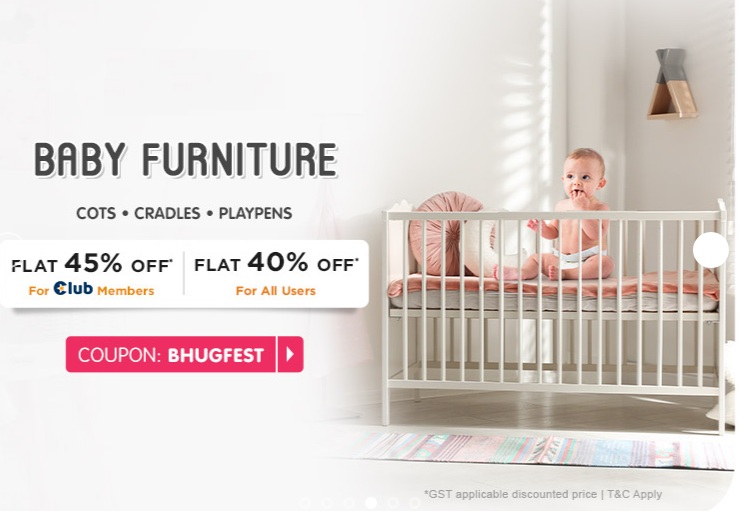 BABY FURNITURE
COTS • CRADLES • PLAYPENS
FLAT 45% OFF*
For Club Members
FLAT 40% OFF*
For All Users
COUPON: BHUGFEST
*GST applicable discounted price | T&C Apply